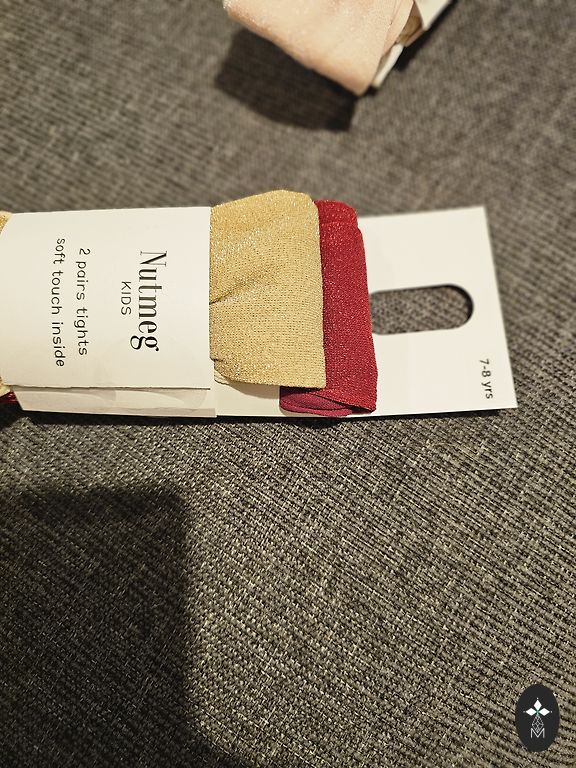 Nutmeg
KIDS
2 pairs tights
soft touch inside
7-8 yrs
M